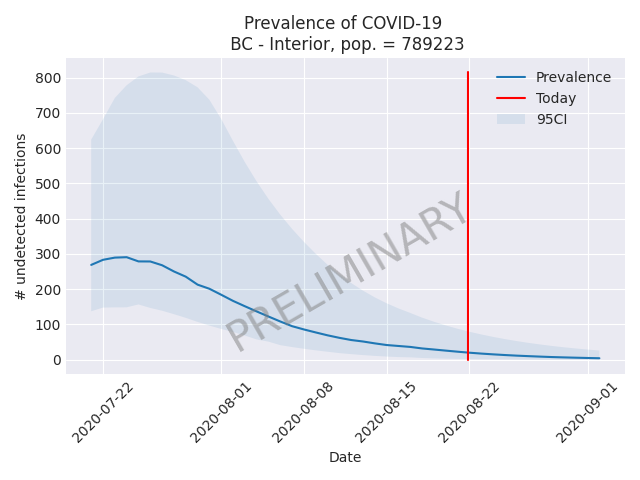 Prevalence of COVID-19
BC - Interior, pop. = 789223
# undetected infections
800
700
600
500
400
300
200
100
0
Prevalence
Today
95CI
PRELIMINARY
2020-07-22
2020-08-01
2020-08-08
2020-08-15
2020-08-22
2020-09-01
Date